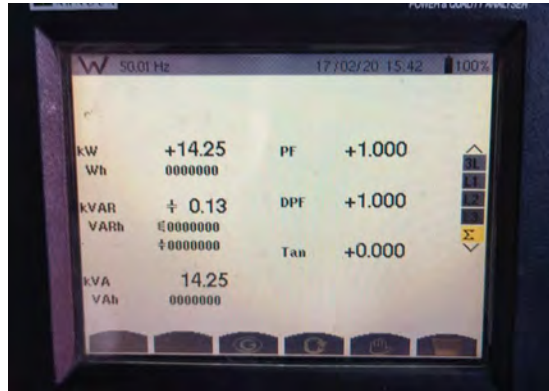 POWER & QUALITY ANALYSER
W 50.01 Hz 17/02/20 15:42 100%
kW +14.25 PF +1.000
Wh 0000000
kVAR ÷ 0.13 DPF +1.000
VARh 0000000
÷0000000
Tan +0.000
kVA 14.25
VAh 0000000
3L
L1
L2
L3
Σ
G